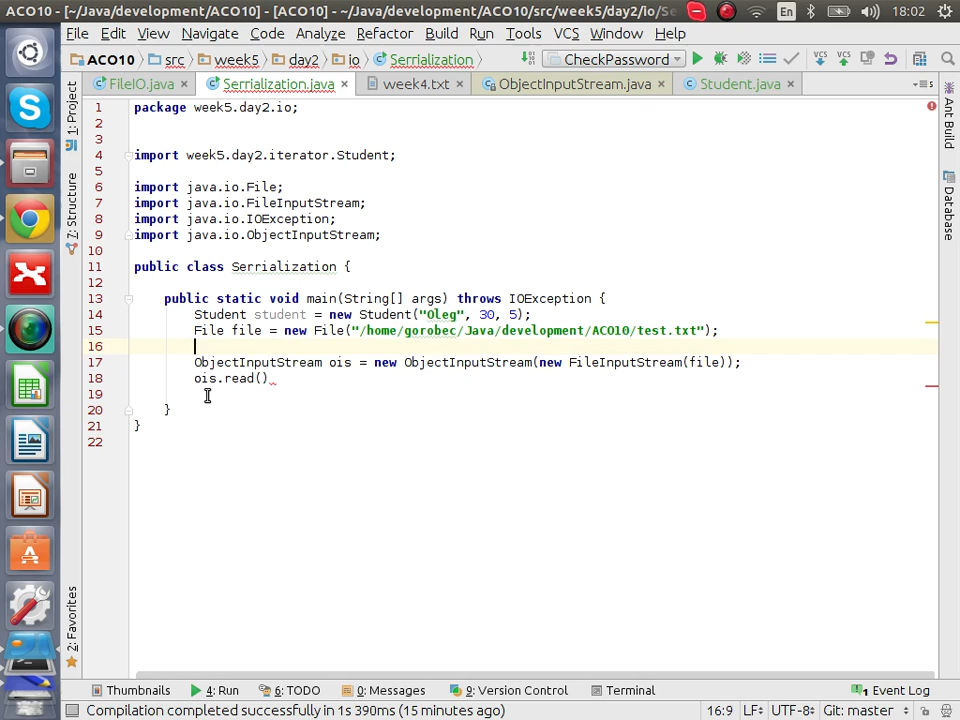 ACO10 - [~/Java/development/ACO10] - [ACO10] - ~/Java/development/ACO10/src/week5/day2/io/Se
En
18:02
File Edit View Navigate Code Analyze Refactor Build Run Tools VCS Window Help
ACO10 src week5 day2 io Serrialization CheckPassword VCS VCS
FileIO.java Serrialization.java week4.txt ObjectInputStream.java Student.java
1 package week5.day2.io;
2
3
4 import week5.day2.iterator.Student;
5
6 import java.io.File;
7 import java.io.FileInputStream;
8 import java.io.IOException;
9 import java.io.ObjectInputStream;
10
11 public class Serrialization {
12
13 public static void main(String[] args) throws IOException {
14 Student student = new Student("Oleg", 30, 5);
15 File file = new File("/home/gorobec/Java/development/ACO10/test.txt");
16
17 ObjectInputStream ois = new ObjectInputStream(new FileInputStream(file));
18 ois.read()
19
20 }
21 }
22
1: Project
7: Structure
2: Favorites
Ant Build
Database
Thumbnails 4: Run 6: TODO 0: Messages 9: Version Control Terminal 1 Event Log
Compilation completed successfully in 1s 390ms (15 minutes ago) 16:9 LF UTF-8 Git: master